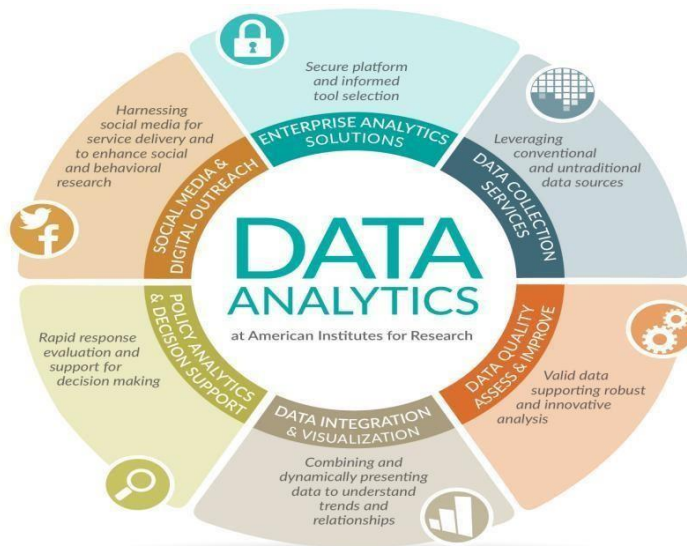 DATA
ANALYTICS
at American Institutes for Research
ENTERPRISE ANALYTICS
SOLUTIONS
Secure platform
and informed
tool selection
DATA COLLECTION
SERVICES
Leveraging
conventional
and untraditional
data sources
DATA QUALITY
ASSESS & IMPROVE
Valid data
supporting robust
and innovative
analysis
DATA INTEGRATION
& VISUALIZATION
Combining and
dynamically presenting
data to understand
trends and
relationships
POLICY ANALYTICS
& DECISION SUPPORT
Rapid response
evaluation and
support for
decision making
SOCIAL MEDIA &
DIGITAL OUTREACH
Harnessing
social media for
service delivery and
to enhance social
and behavioral
research